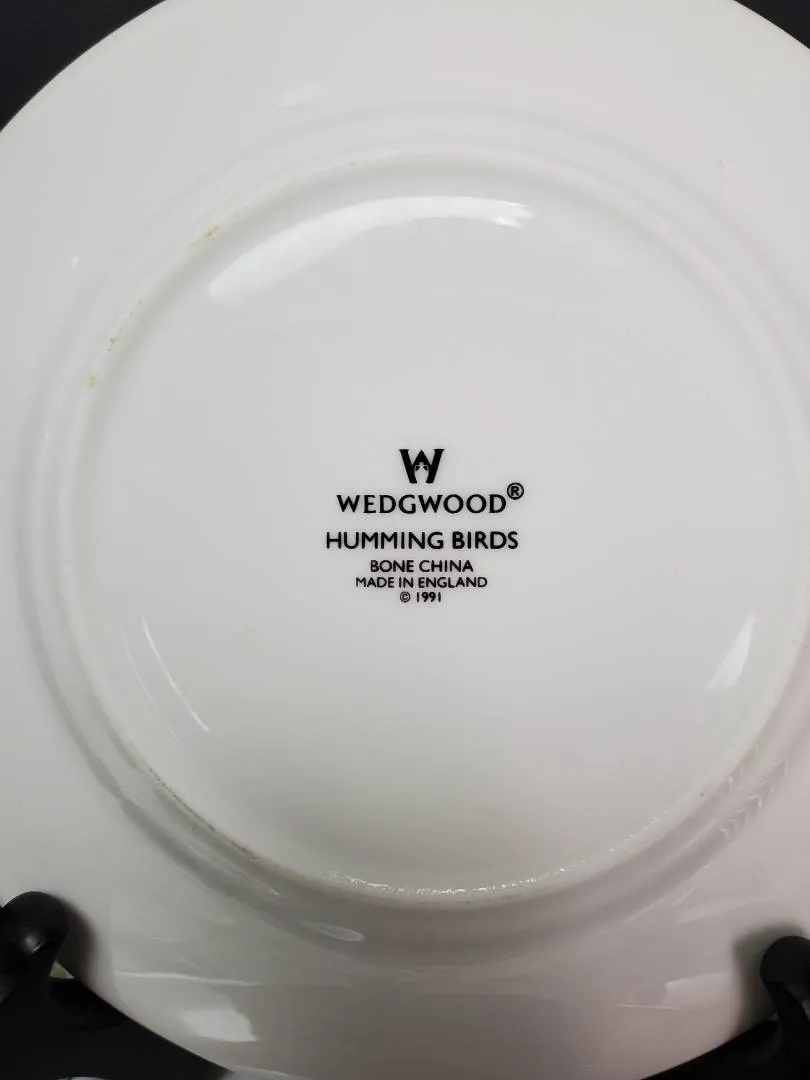 W
WEDGWOOD®
HUMMING BIRDS
BONE CHINA
MADE IN ENGLAND
© 1991